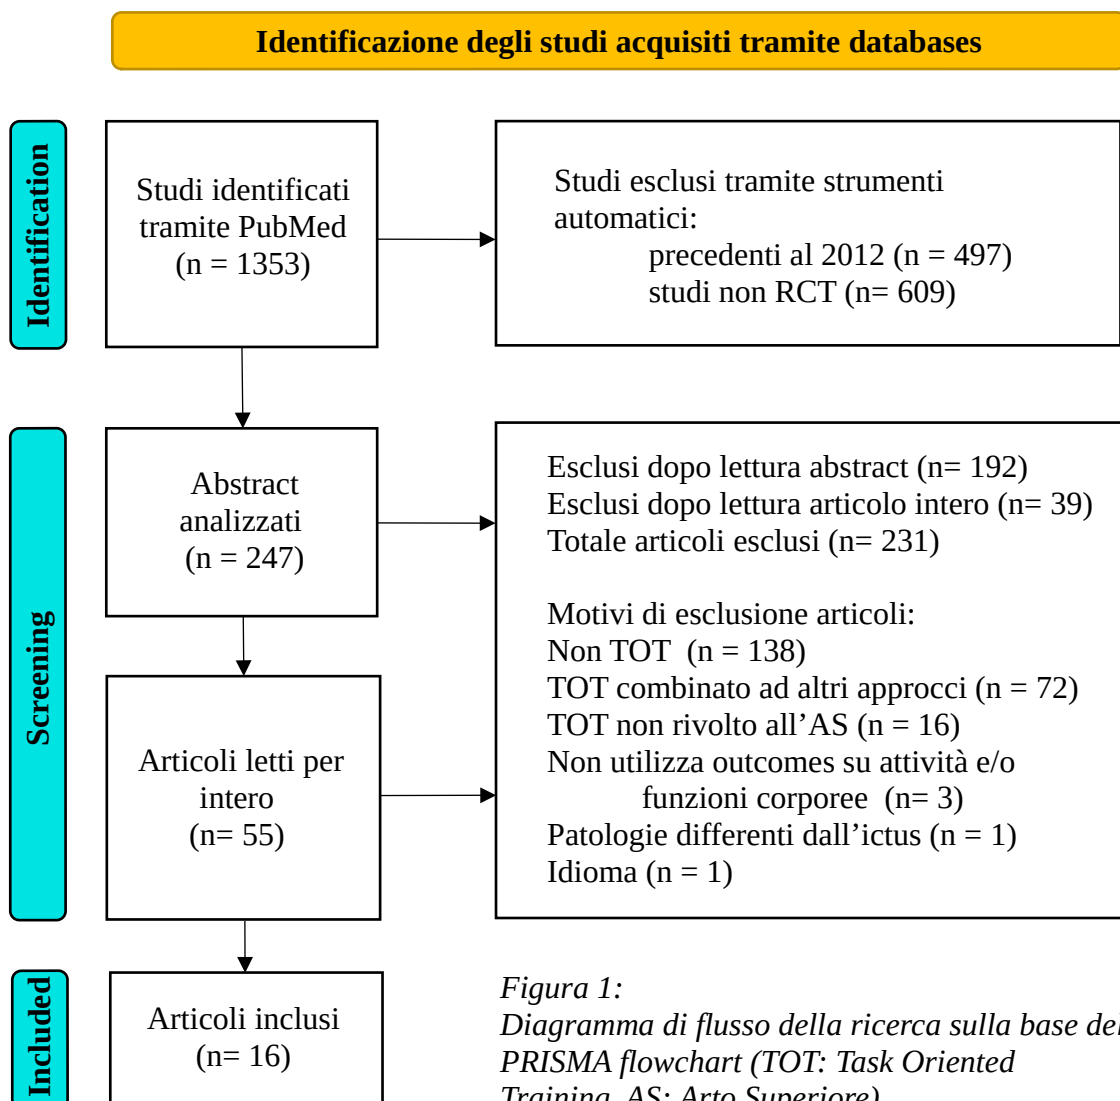 Identificazione degli studi acquisiti tramite databases
Identification
Studi identificati
tramite PubMed
(n = 1353)
Studi esclusi tramite strumenti
automatici:
precedenti al 2012 (n = 497)
studi non RCT (n= 609)
Screening
Abstract
analizzati
(n = 247)
Esclusi dopo lettura abstract (n= 192)
Esclusi dopo lettura articolo intero (n= 39)
Totale articoli esclusi (n= 231)
Motivi di esclusione articoli:
Non TOT  (n = 138)
TOT combinato ad altri approcci (n = 72)
TOT non rivolto all’AS (n = 16)
Non utilizza outcomes su attività e/o
funzioni corporee  (n= 3)
Patologie differenti dall’ictus (n = 1)
Idioma (n = 1)
Articoli letti per
intero
(n= 55)
Included
Articoli inclusi
(n= 16)
Figura 1:
Diagramma di flusso della ricerca sulla base del
PRISMA flowchart (TOT: Task Oriented
Training, AS: Arto Superiore)